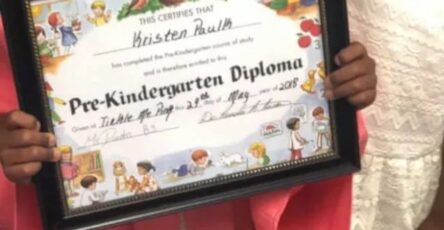 THIS CERTIFIES THAT
Kristen Paulk
has completed the Pre-Kindergarten course of study
and is therefore entitled to this
Pre-Kindergarten Diploma
Given at Tickle Me Pink this 29th day of May year of 2018